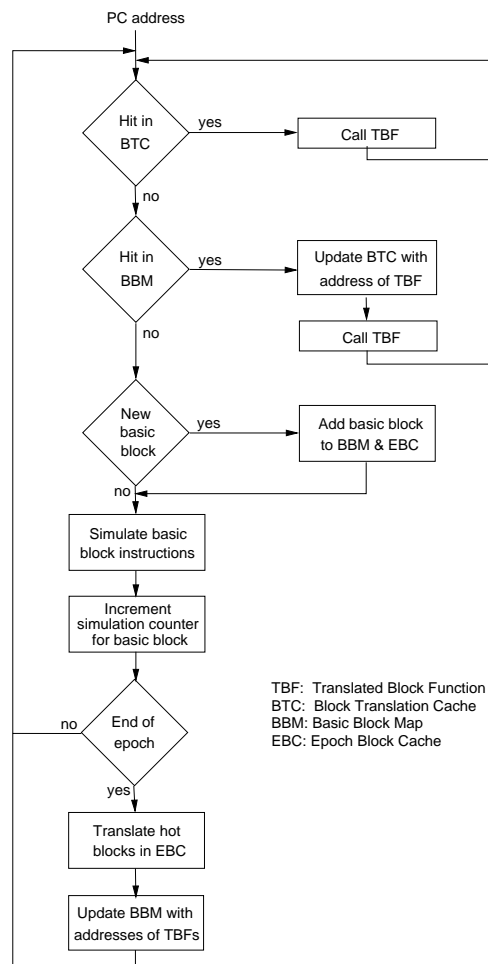 PC address
Hit in
BTC
yes
Call TBF
no
Hit in
BBM
yes
Update BTC with
address of TBF
Call TBF
no
New
basic
block
yes
Add basic block
to BBM & EBC
no
Simulate basic
block instructions
Increment
simulation counter
for basic block
TBF: Translated Block Function
BTC: Block Translation Cache
BBM: Basic Block Map
EBC: Epoch Block Cache
no
End of
epoch
yes
Translate hot
blocks in EBC
Update BBM with
addresses of TBFs